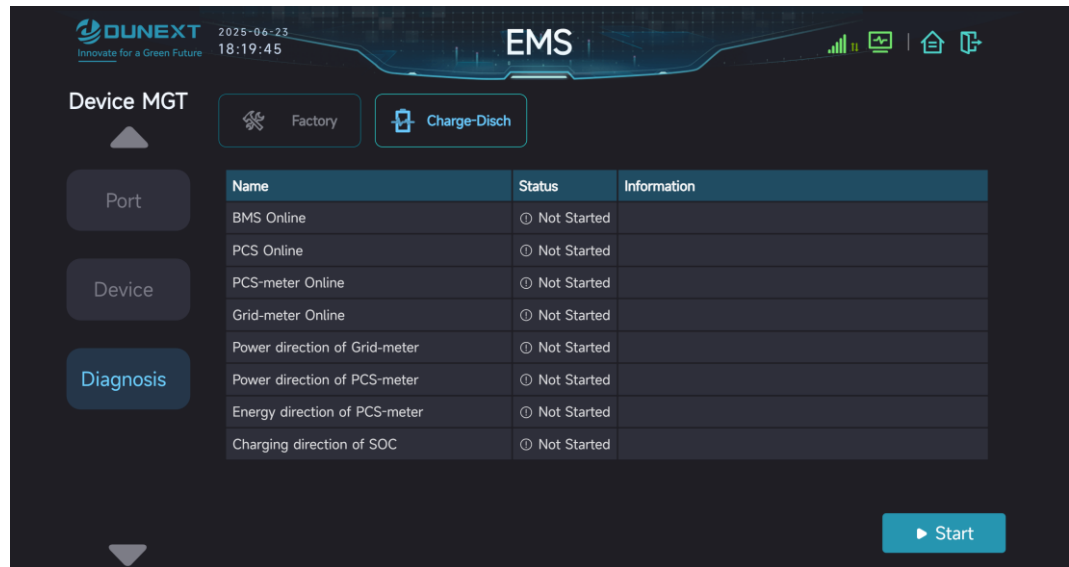 DUNEXT
Innovate for a Green Future
2025-06-23
18:19:45
EMS
Device MGT
Factory
Charge-Disch
Port
Device
Diagnosis
Name Status Information
BMS Online Not Started
PCS Online Not Started
PCS-meter Online Not Started
Grid-meter Online Not Started
Power direction of Grid-meter Not Started
Power direction of PCS-meter Not Started
Energy direction of PCS-meter Not Started
Charging direction of SOC Not Started
Start